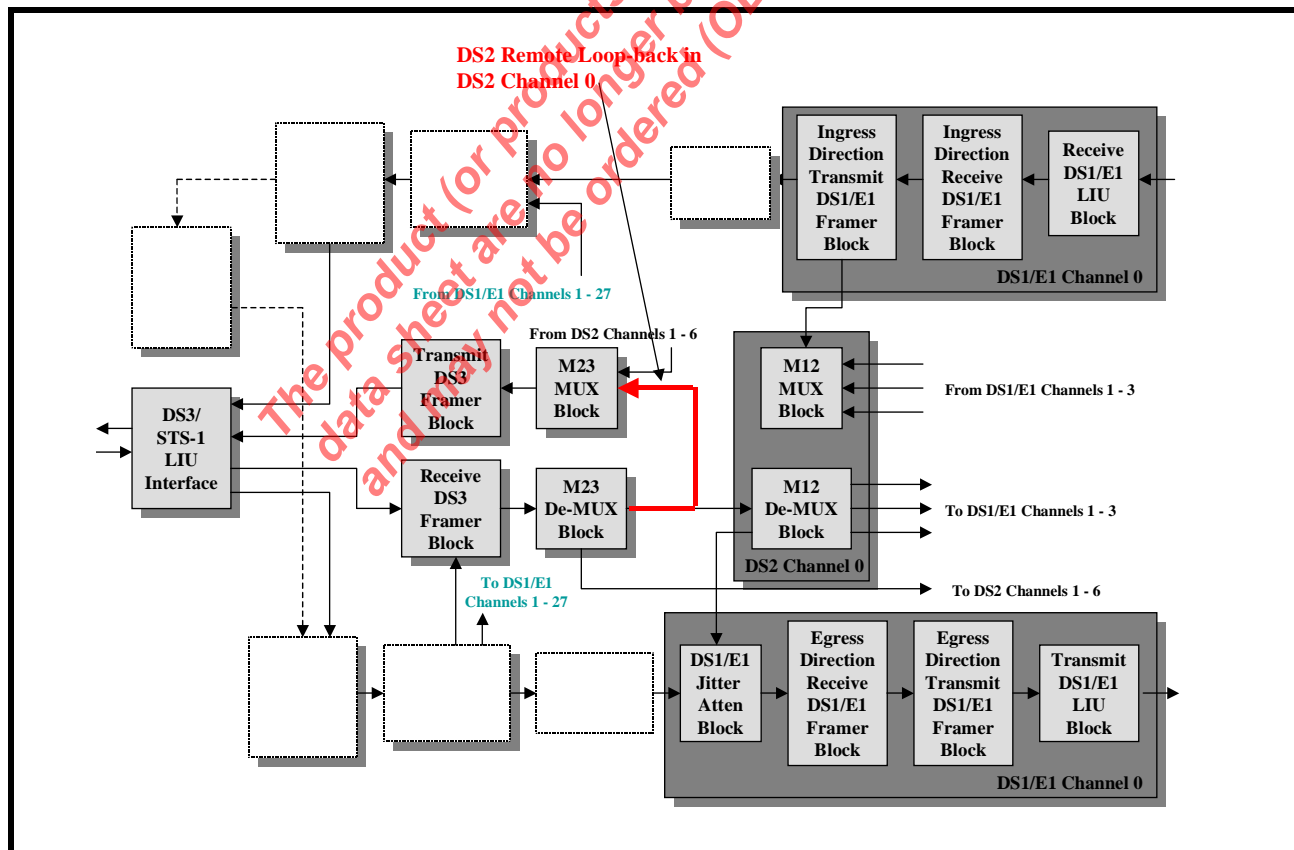 DS2 Remote Loop-back in
DS2 Channel 0
The product (or products
data sheet are no longer
and may not be ordered
Ingress
Direction
Transmit
DS1/E1
Framer
Block
Ingress
Direction
Receive
DS1/E1
Framer
Block
Receive
DS1/E1
LIU
Block
DS1/E1 Channel 0
From DS1/E1 Channels 1 - 27
From DS2 Channels 1 - 6
Transmit
DS3
Framer
Block
M23
MUX
Block
M12
MUX
Block
From DS1/E1 Channels 1 - 3
DS3/
STS-1
LIU
Interface
Receive
DS3
Framer
Block
M23
De-MUX
Block
M12
De-MUX
Block
To DS1/E1 Channels 1 - 3
DS2 Channel 0
To DS1/E1
Channels 1 - 27
To DS2 Channels 1 - 6
DS1/E1
Jitter
Atten
Block
Egress
Direction
Receive
DS1/E1
Framer
Block
Egress
Direction
Transmit
DS1/E1
Framer
Block
Transmit
DS1/E1
LIU
Block
DS1/E1 Channel 0